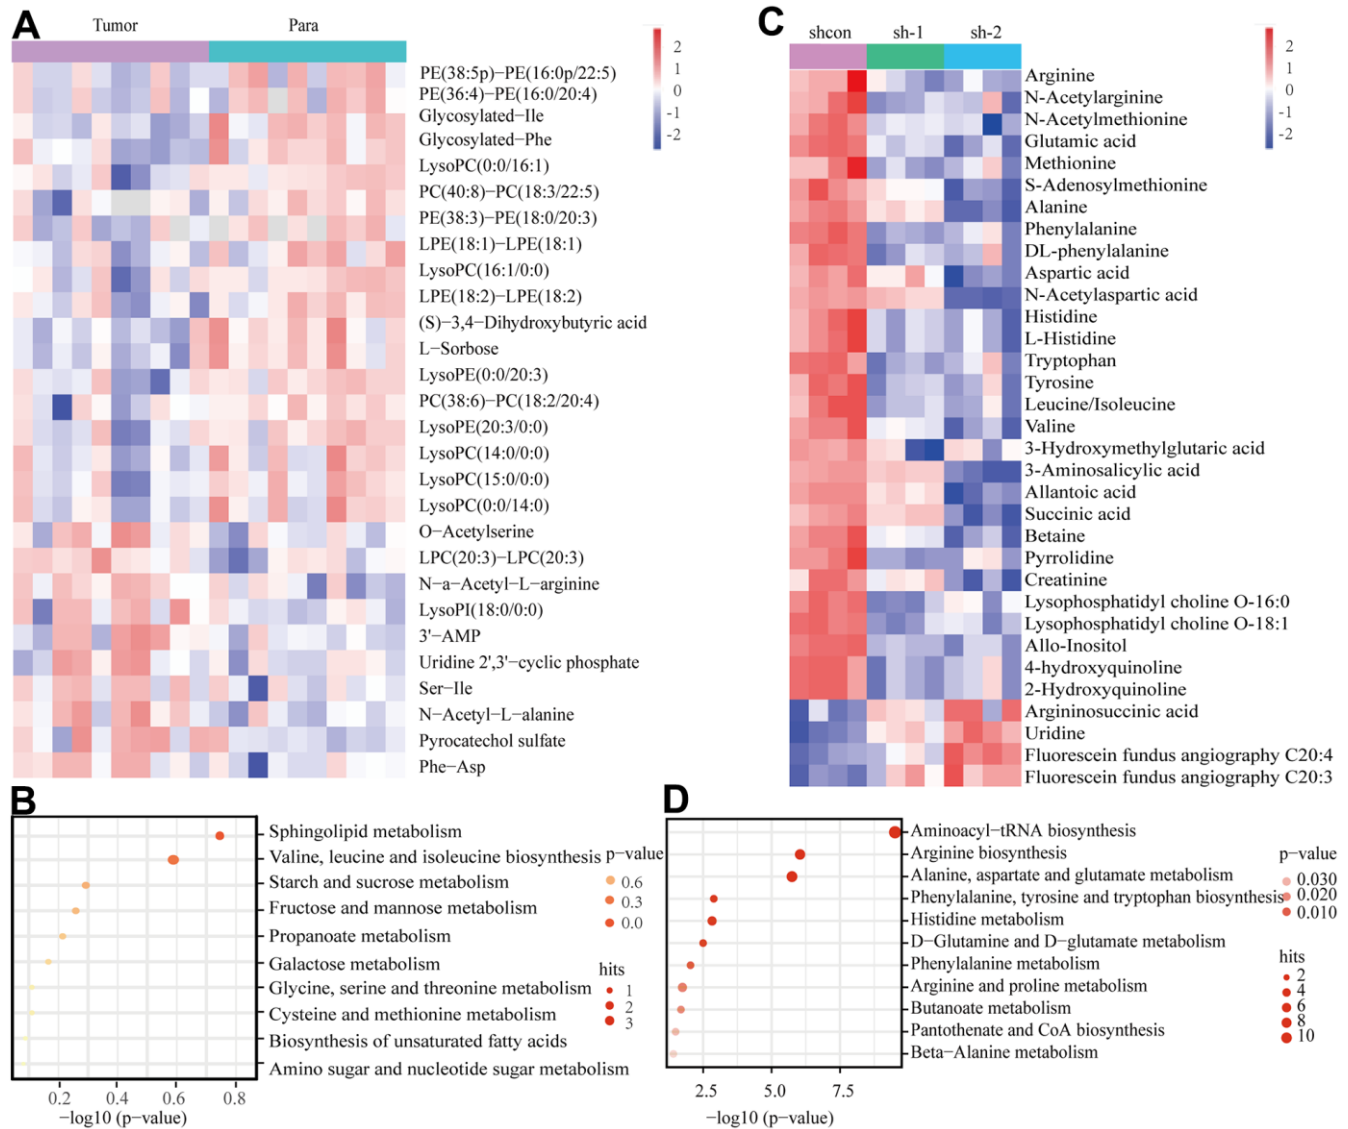 A
Tumor
Para
2
1
0
-1
-2
PE(38:5p)−PE(16:0p/22:5)
PE(36:4)−PE(16:0/20:4)
Glycosylated−Ile
Glycosylated−Phe
LysoPC(0:0/16:1)
PC(40:8)−PC(18:3/22:5)
PE(38:3)−PE(18:0/20:3)
LPE(18:1)−LPE(18:1)
LysoPC(16:1/0:0)
LPE(18:2)−LPE(18:2)
(S)−3,4−Dihydroxybutyric acid
L−Sorbose
LysoPE(0:0/20:3)
PC(38:6)−PC(18:2/20:4)
LysoPE(20:3/0:0)
LysoPC(14:0/0:0)
LysoPC(15:0/0:0)
LysoPC(0:0/14:0)
O−Acetylserine
LPC(20:3)−LPC(20:3)
N−a−Acetyl−L−arginine
LysoPI(18:0/0:0)
3'−AMP
Uridine 2',3'−cyclic phosphate
Ser−Ile
N−Acetyl−L−alanine
Pyrocatechol sulfate
Phe−Asp
C
shcon
sh-1
sh-2
2
1
0
-1
-2
Arginine
N-Acetylarginine
N-Acetylmethionine
Glutamic acid
Methionine
S-Adenosylmethionine
Alanine
Phenylalanine
DL-phenylalanine
Aspartic acid
N-Acetylaspartic acid
Histidine
L-Histidine
Tryptophan
Tyrosine
Leucine/Isoleucine
Valine
3-Hydroxymethylglutaric acid
3-Aminosalicylic acid
Allantoic acid
Succinic acid
Betaine
Pyrrolidine
Creatinine
Lysophosphatidyl choline O-16:0
Lysophosphatidyl choline O-18:1
Allo-Inositol
4-hydroxyquinoline
2-Hydroxyquinoline
Argininosuccinic acid
Uridine
Fluorescein fundus angiography C20:4
Fluorescein fundus angiography C20:3
B
Sphingolipid metabolism
Valine, leucine and isoleucine biosynthesis
Starch and sucrose metabolism
Fructose and mannose metabolism
Propanoate metabolism
Galactose metabolism
Glycine, serine and threonine metabolism
Cysteine and methionine metabolism
Biosynthesis of unsaturated fatty acids
Amino sugar and nucleotide sugar metabolism
p−value
0.6
0.3
0.0
hits
1
2
3
0.2 0.4 0.6 0.8
−log10 (p−value)
D
Aminoacyl−tRNA biosynthesis
Arginine biosynthesis
Alanine, aspartate and glutamate metabolism
Phenylalanine, tyrosine and tryptophan biosynthesis
Histidine metabolism
D−Glutamine and D−glutamate metabolism
Phenylalanine metabolism
Arginine and proline metabolism
Butanoate metabolism
Pantothenate and CoA biosynthesis
Beta−Alanine metabolism
p−value
0.030
0.020
0.010
hits
2
4
6
8
10
2.5 5.0 7.5
−log10 (p−value)